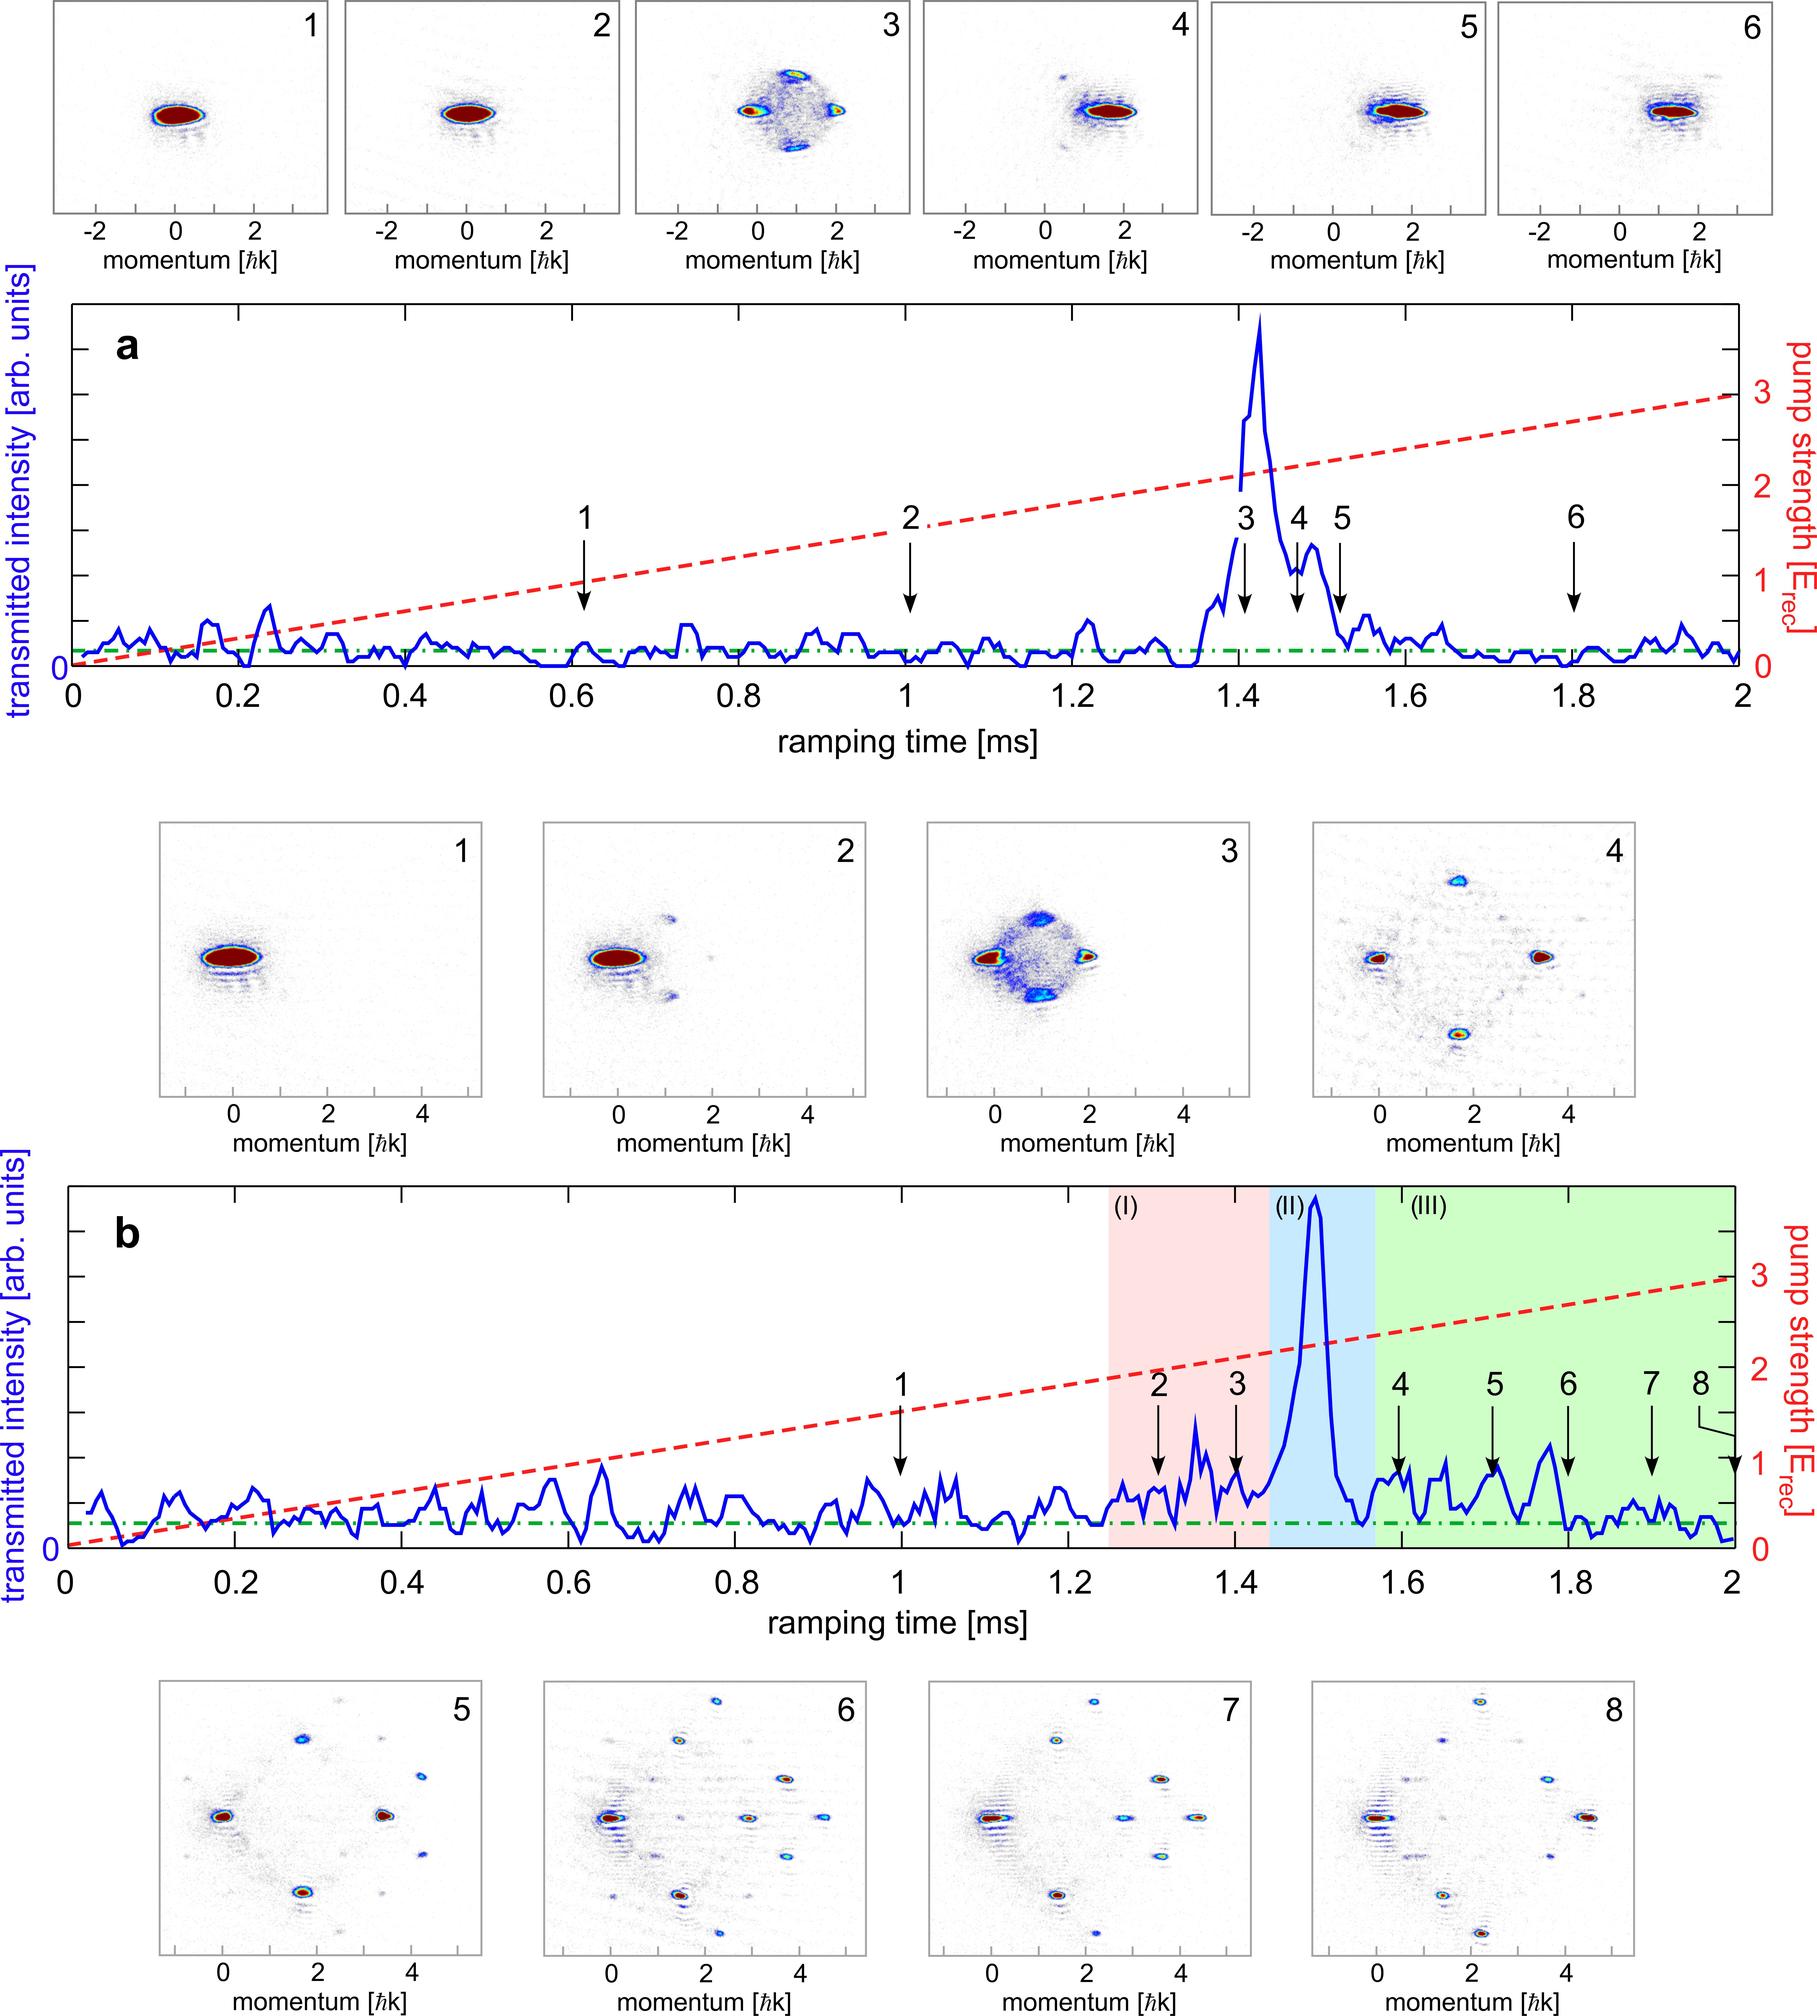 1 2 3 4 5 6
-2 0 2 -2 0 2 -2 0 2 -2 0 2 -2 0 2 -2 0 2
momentum [ħk] momentum [ħk] momentum [ħk] momentum [ħk] momentum [ħk] momentum [ħk]
transmitted intensity [arb. units]
a
1 2 3 4 5 6
3
2
1
0
pump strength [Erec]
0
0 0.2 0.4 0.6 0.8 1 1.2 1.4 1.6 1.8 2
ramping time [ms]
1 2 3 4
0 2 4 0 2 4 0 2 4 0 2 4
momentum [ħk] momentum [ħk] momentum [ħk] momentum [ħk]
transmitted intensity [arb. units]
b
(I) (II) (III)
1 2 3 4 5 6 7 8
3
2
1
0
pump strength [Erec]
0
0 0.2 0.4 0.6 0.8 1 1.2 1.4 1.6 1.8 2
ramping time [ms]
5 6 7 8
0 2 4 0 2 4 0 2 4 0 2 4
momentum [ħk] momentum [ħk] momentum [ħk] momentum [ħk]